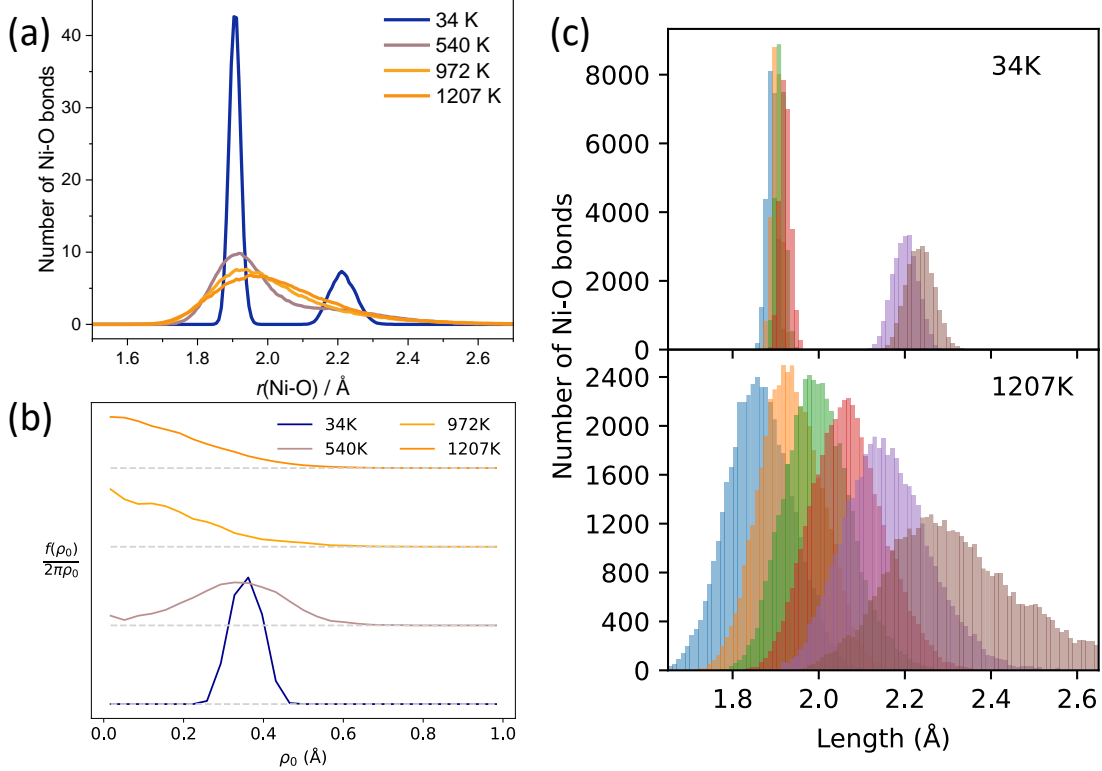 (a)
34 K
540 K
972 K
1207 K
Number of Ni-O bonds
40
30
20
10
0
1.6 1.8 2.0 2.2 2.4 2.6
r(Ni-O) / Å
(b)
34K 972K
540K 1207K
f(ρ0)
2πρ0
0.0 0.2 0.4 0.6 0.8 1.0
ρ0 (Å)
(c)
34K
8000
6000
4000
2000
0
Number of Ni-O bonds
1207K
2400
2000
1600
1200
800
400
0
1.8 2.0 2.2 2.4 2.6
Length (Å)